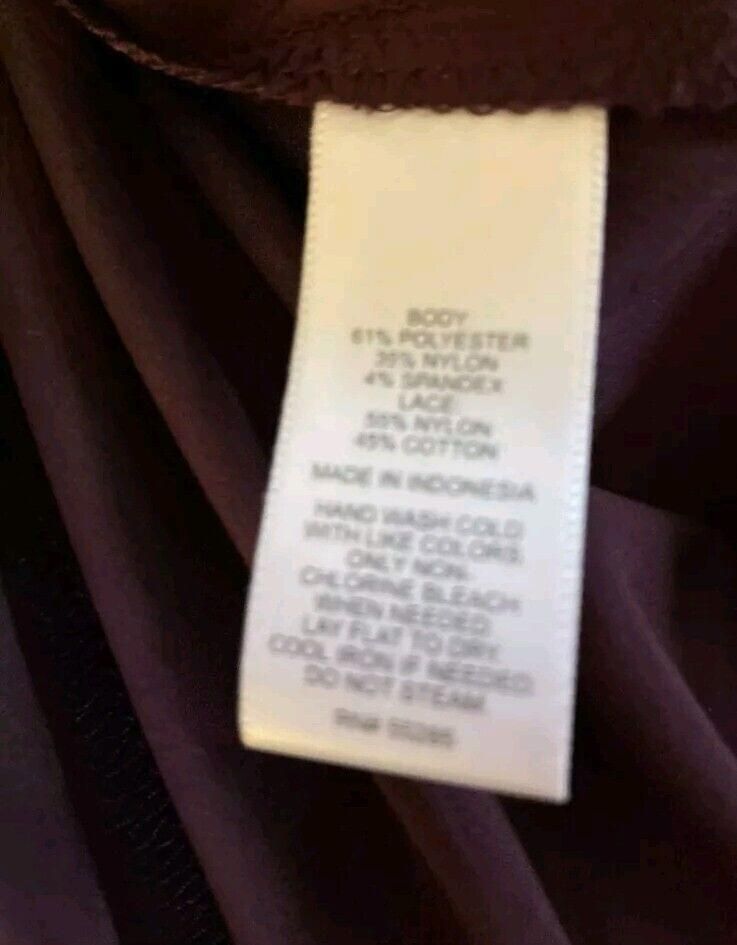 BODY
61% POLYESTER
35% NYLON
4% SPANDEX
LACE:
55% NYLON
45% COTTON
MADE IN INDONESIA
HAND WASH COLD
WITH LIKE COLORS.
ONLY NON-
CHLORINE BLEACH
WHEN NEEDED.
LAY FLAT TO DRY.
COOL IRON IF NEEDED.
DO NOT STEAM.
RN#